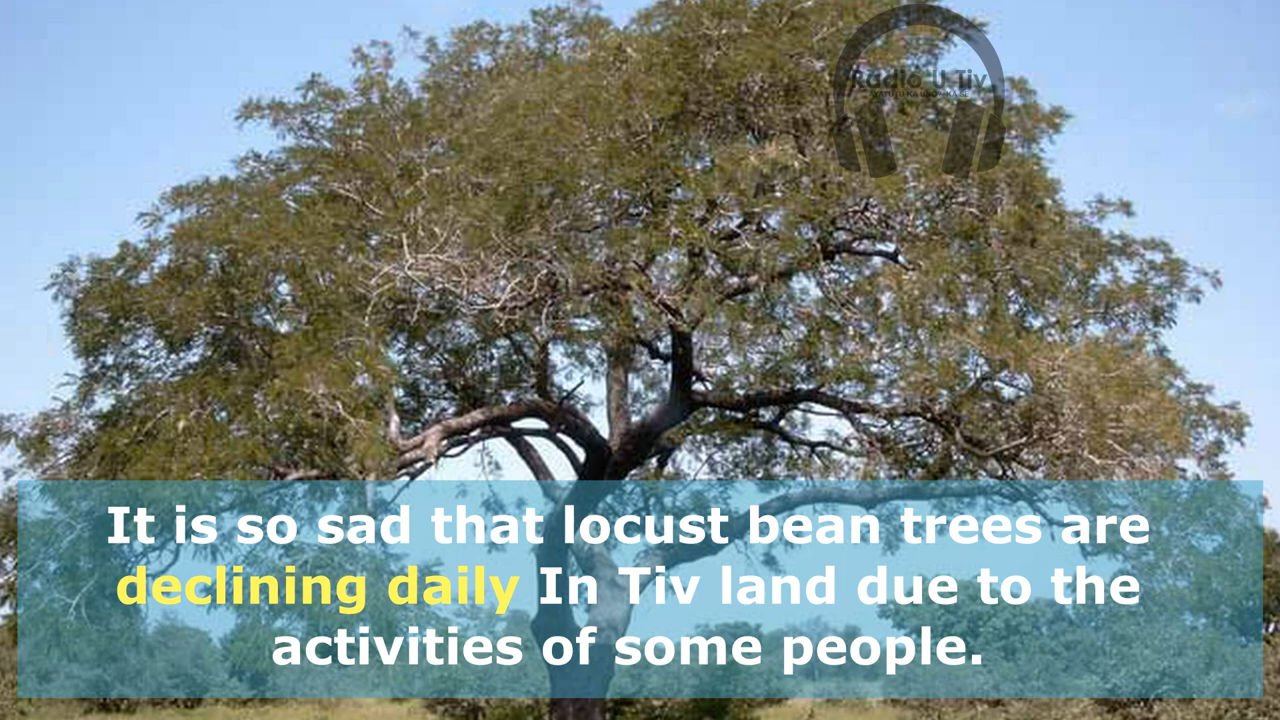 Radio U Tiv
It is so sad that locust bean trees are
declining daily In Tiv land due to the
activities of some people.